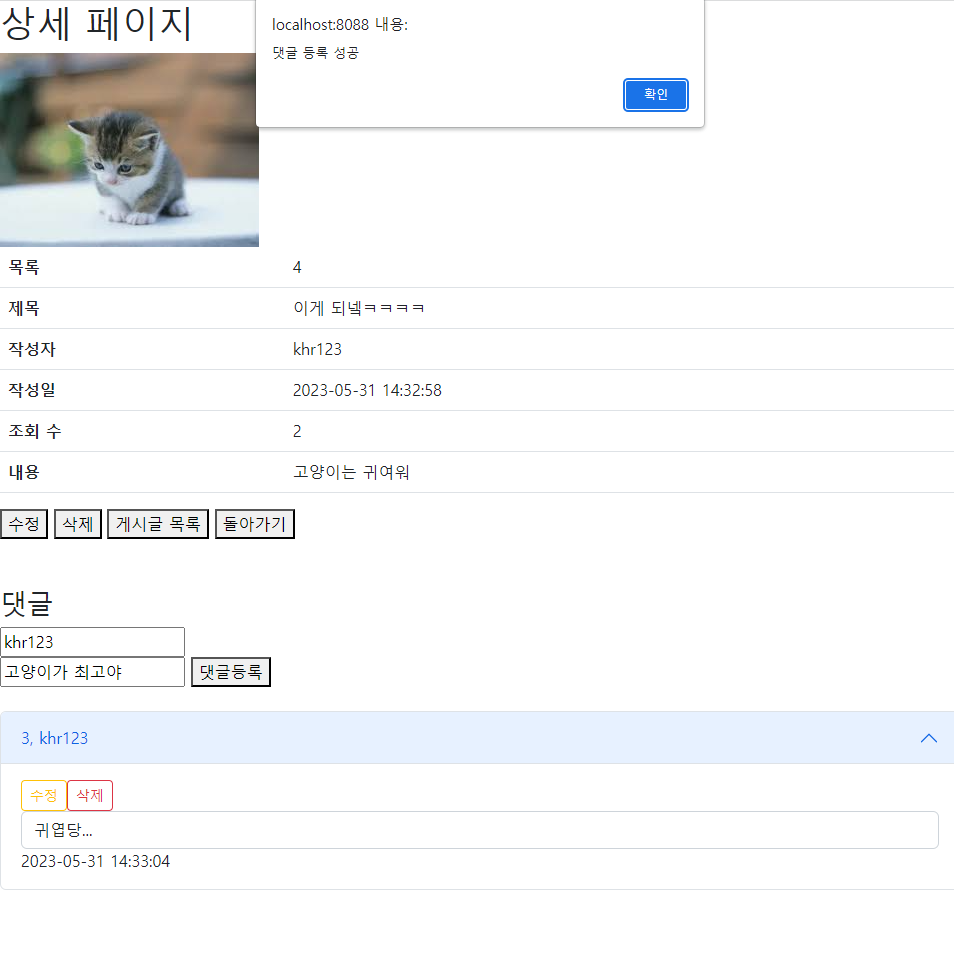 상세 페이지
localhost:8088 내용:
댓글 등록 성공
확인
목록 4
제목 이게 되넼ㅋㅋㅋㅋ
작성자 khr123
작성일 2023-05-31 14:32:58
조회 수 2
내용 고양이는 귀여워
수정 삭제 게시글 목록 돌아가기
댓글
khr123
고양이가 최고야 댓글등록
3, khr123
수정 삭제
귀엽당...
2023-05-31 14:33:04